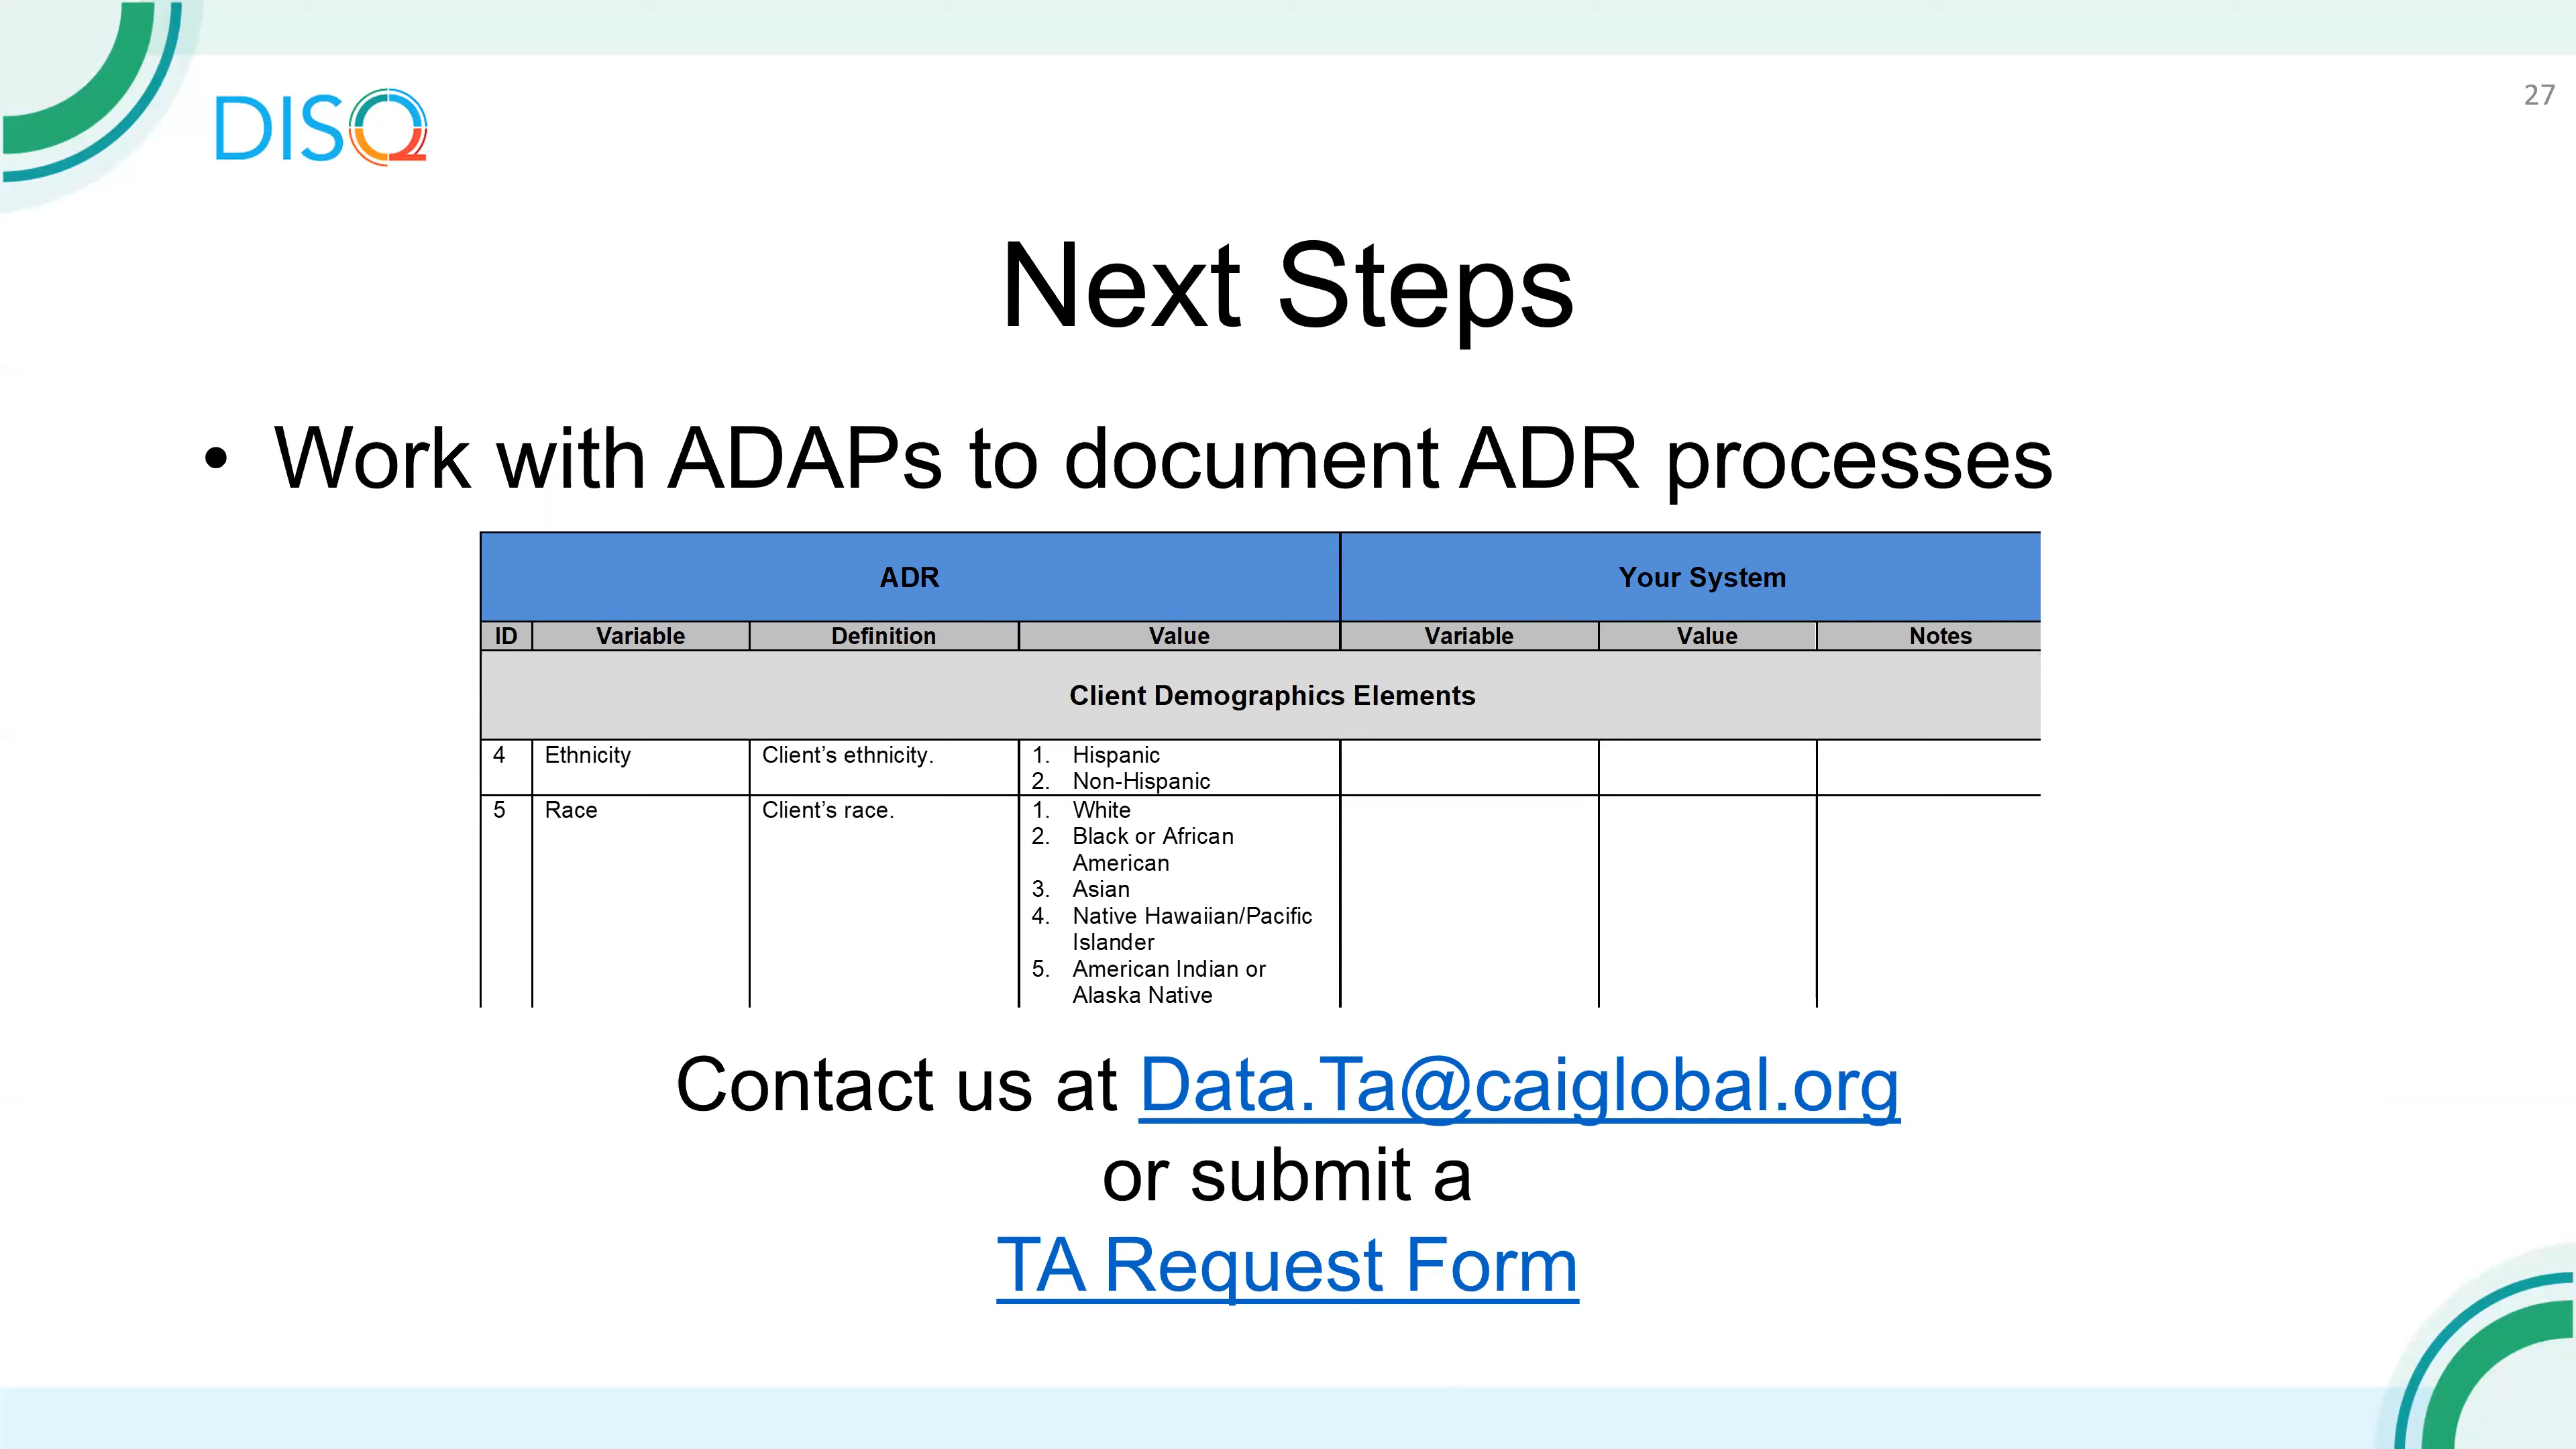 DISQ
27
Next Steps
• Work with ADAPs to document ADR processes
ADR Your System
ID Variable Definition Value Variable Value Notes
Client Demographics Elements
4 Ethnicity Client’s ethnicity. 1. Hispanic
2. Non-Hispanic
5 Race Client’s race. 1. White
2. Black or African
American
3. Asian
4. Native Hawaiian/Pacific
Islander
5. American Indian or
Alaska Native
Contact us at Data.Ta@caiglobal.org
or submit a
TA Request Form